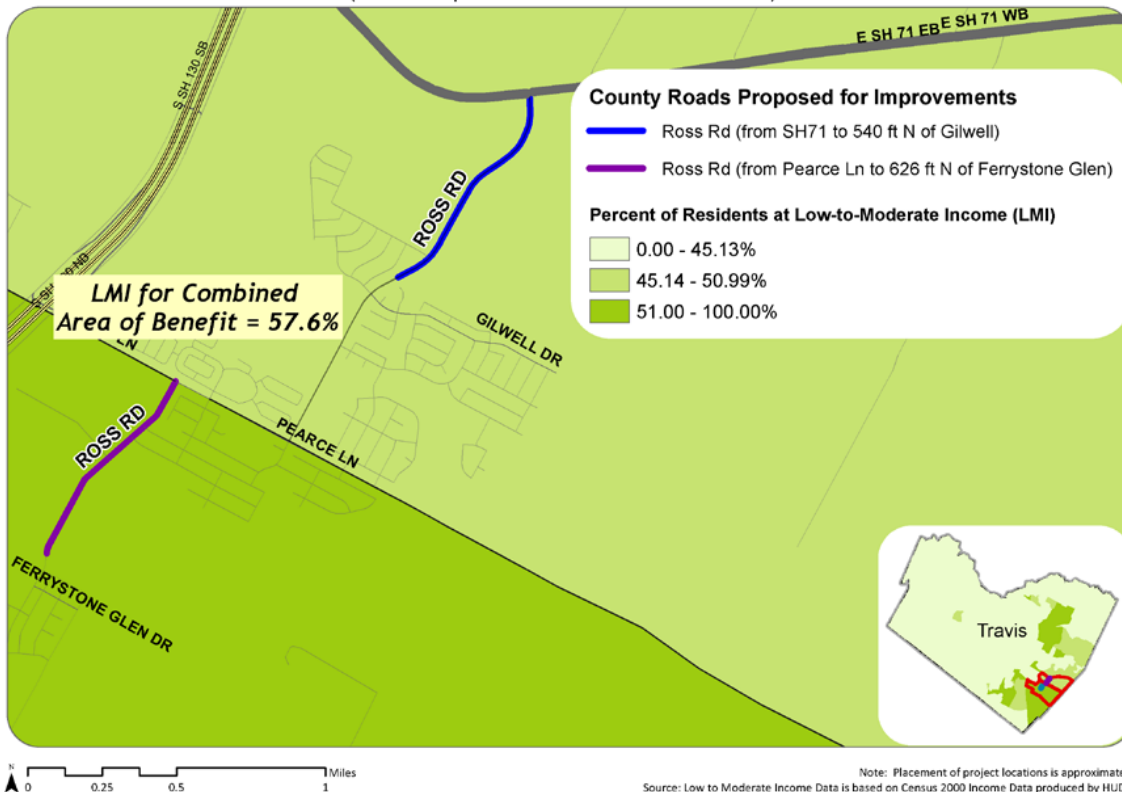 E SH 71 EB
E SH 71 WB
S SH 130 SB
County Roads Proposed for Improvements
Ross Rd (from SH71 to 540 ft N of Gilwell)
Ross Rd (from Pearce Ln to 626 ft N of Ferrystone Glen)
Percent of Residents at Low-to-Moderate Income (LMI)
0.00 - 45.13%
45.14 - 50.99%
51.00 - 100.00%
ROSS RD
LMI for Combined
Area of Benefit = 57.6%
GILWELL DR
LN
ROSS RD
PEARCE LN
FERRYSTONE GLEN DR
Travis
N
0 0.25 0.5 1 Miles
Note: Placement of project locations is approximate
Source: Low to Moderate Income Data is based on Census 2000 Income Data produced by HUD